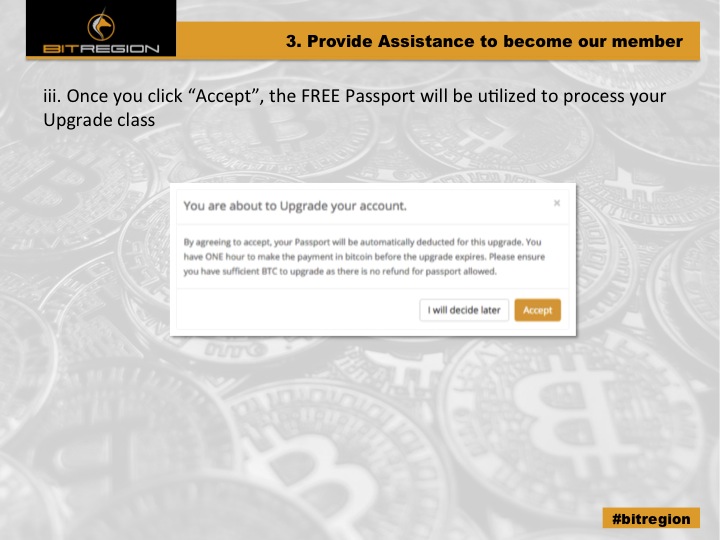 BITREGION
3. Provide Assistance to become our member
iii. Once you click “Accept”, the FREE Passport will be utilized to process your
Upgrade class
You are about to Upgrade your account.
×
By agreeing to accept, your Passport will be automatically deducted for this upgrade. You
have ONE hour to make the payment in bitcoin before the upgrade expires. Please ensure
you have sufficient BTC to upgrade as there is no refund for passport allowed.
I will decide later
Accept
#bitregion